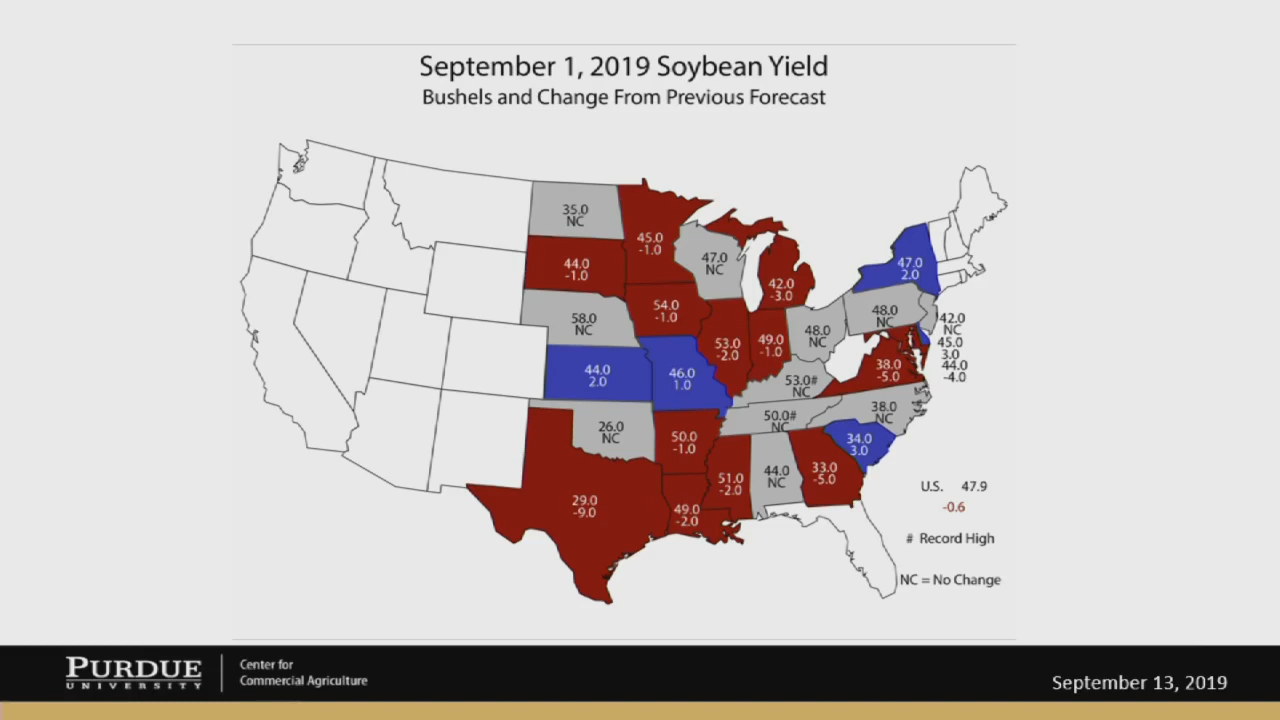 September 1, 2019 Soybean Yield
Bushels and Change From Previous Forecast
35.0
NC
45.0
-1.0
47.0
NC
42.0
-3.0
47.0
2.0
44.0
-1.0
58.0
NC
54.0
-1.0
53.0
-2.0
49.0
-1.0
48.0
NC
48.0
NC
42.0
NC
45.0
3.0
44.0
-4.0
44.0
2.0
46.0
1.0
53.0#
NC
38.0
-5.0
26.0
NC
50.0
-1.0
50.0#
NC
38.0
NC
34.0
3.0
29.0
-9.0
49.0
-2.0
51.0
-2.0
44.0
NC
33.0
-5.0
U.S. 47.9
-0.6
# Record High
NC = No Change
PURDUE
UNIVERSITY
Center for
Commercial Agriculture
September 13, 2019